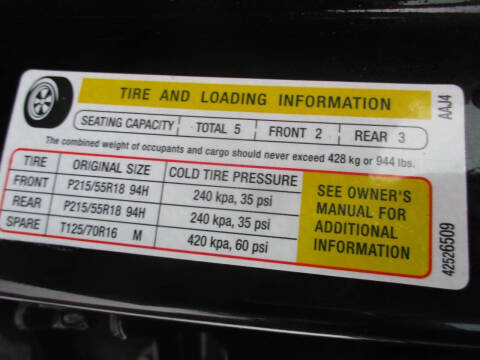 TIRE AND LOADING INFORMATION
SEATING CAPACITY TOTAL 5 FRONT 2 REAR 3
The combined weight of occupants and cargo should never exceed 428 kg or 944 lbs.
TIRE ORIGINAL SIZE COLD TIRE PRESSURE
FRONT P215/55R18 94H 240 kpa, 35 psi
REAR P215/55R18 94H 240 kpa, 35 psi
SPARE T125/70R16 M 420 kpa, 60 psi
SEE OWNER'S
MANUAL FOR
ADDITIONAL
INFORMATION
AAJ4
42526509